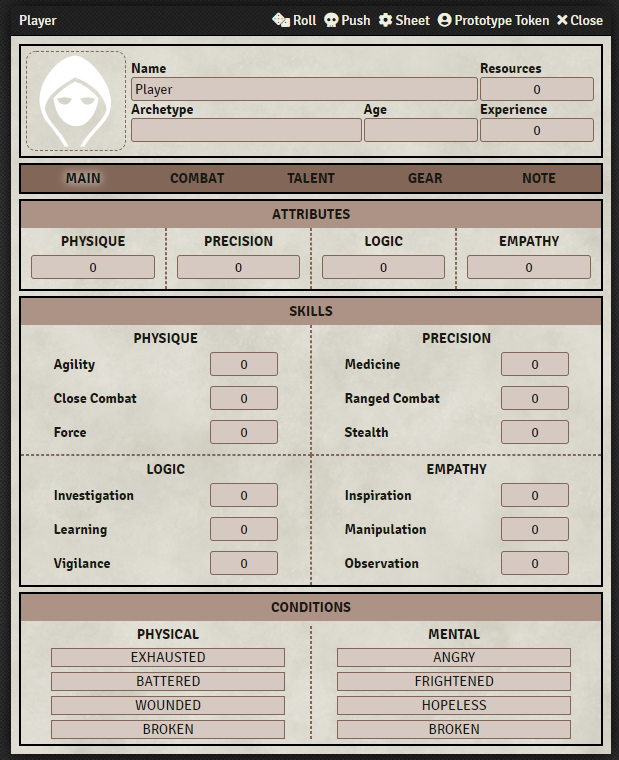 Player Roll Push Sheet Prototype Token Close
Name Resources
Player 0
Archetype Age Experience
0
MAIN COMBAT TALENT GEAR NOTE
ATTRIBUTES
PHYSIQUE PRECISION LOGIC EMPATHY
0 0 0 0
SKILLS
PHYSIQUE PRECISION
Agility 0 Medicine 0
Close Combat 0 Ranged Combat 0
Force 0 Stealth 0
LOGIC EMPATHY
Investigation 0 Inspiration 0
Learning 0 Manipulation 0
Vigilance 0 Observation 0
CONDITIONS
PHYSICAL MENTAL
EXHAUSTED ANGRY
BATTERED FRIGHTENED
WOUNDED HOPELESS
BROKEN BROKEN